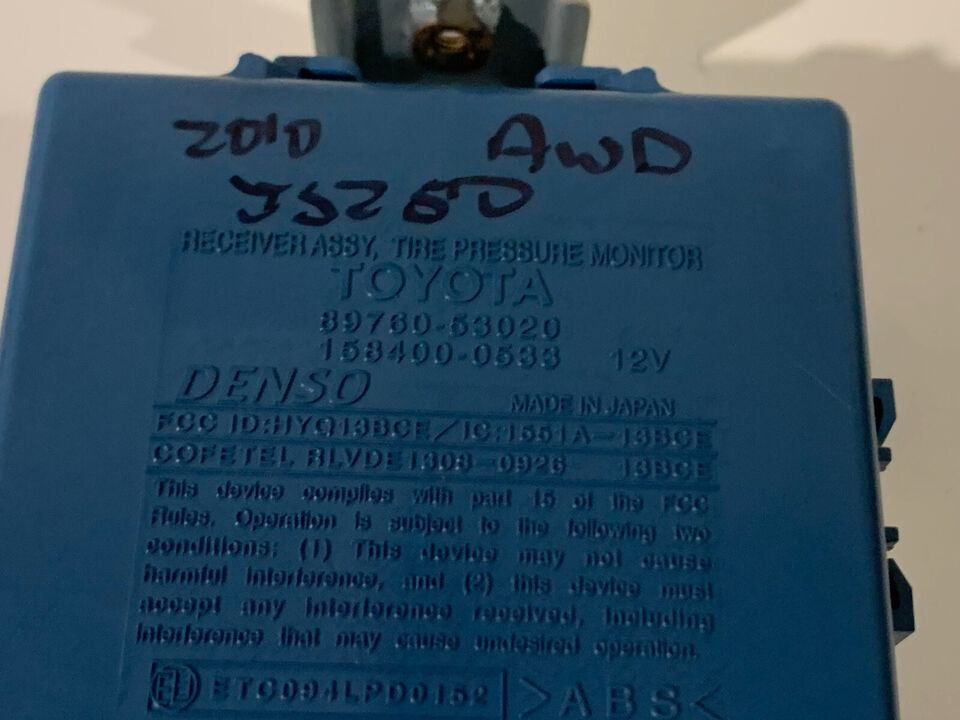 2010 AWD
IS250
RECEIVER ASSY, TIRE PRESSURE MONITOR
TOYOTA
89760-53020
158400-0533 12V
DENSO
MADE IN JAPAN
FCC ID:HYQ13BCE/IC:1551A-13BCE
COFETEL RLVDE1308-0926 13BCE
This device complies with part 15 of the FCC
Rules. Operation is subject to the following two
conditions: (1) This device may not cause
harmful interference, and (2) this device must
accept any interference received, including
interference that may cause undesired operation.
ETC094LPD0152 >ABS<